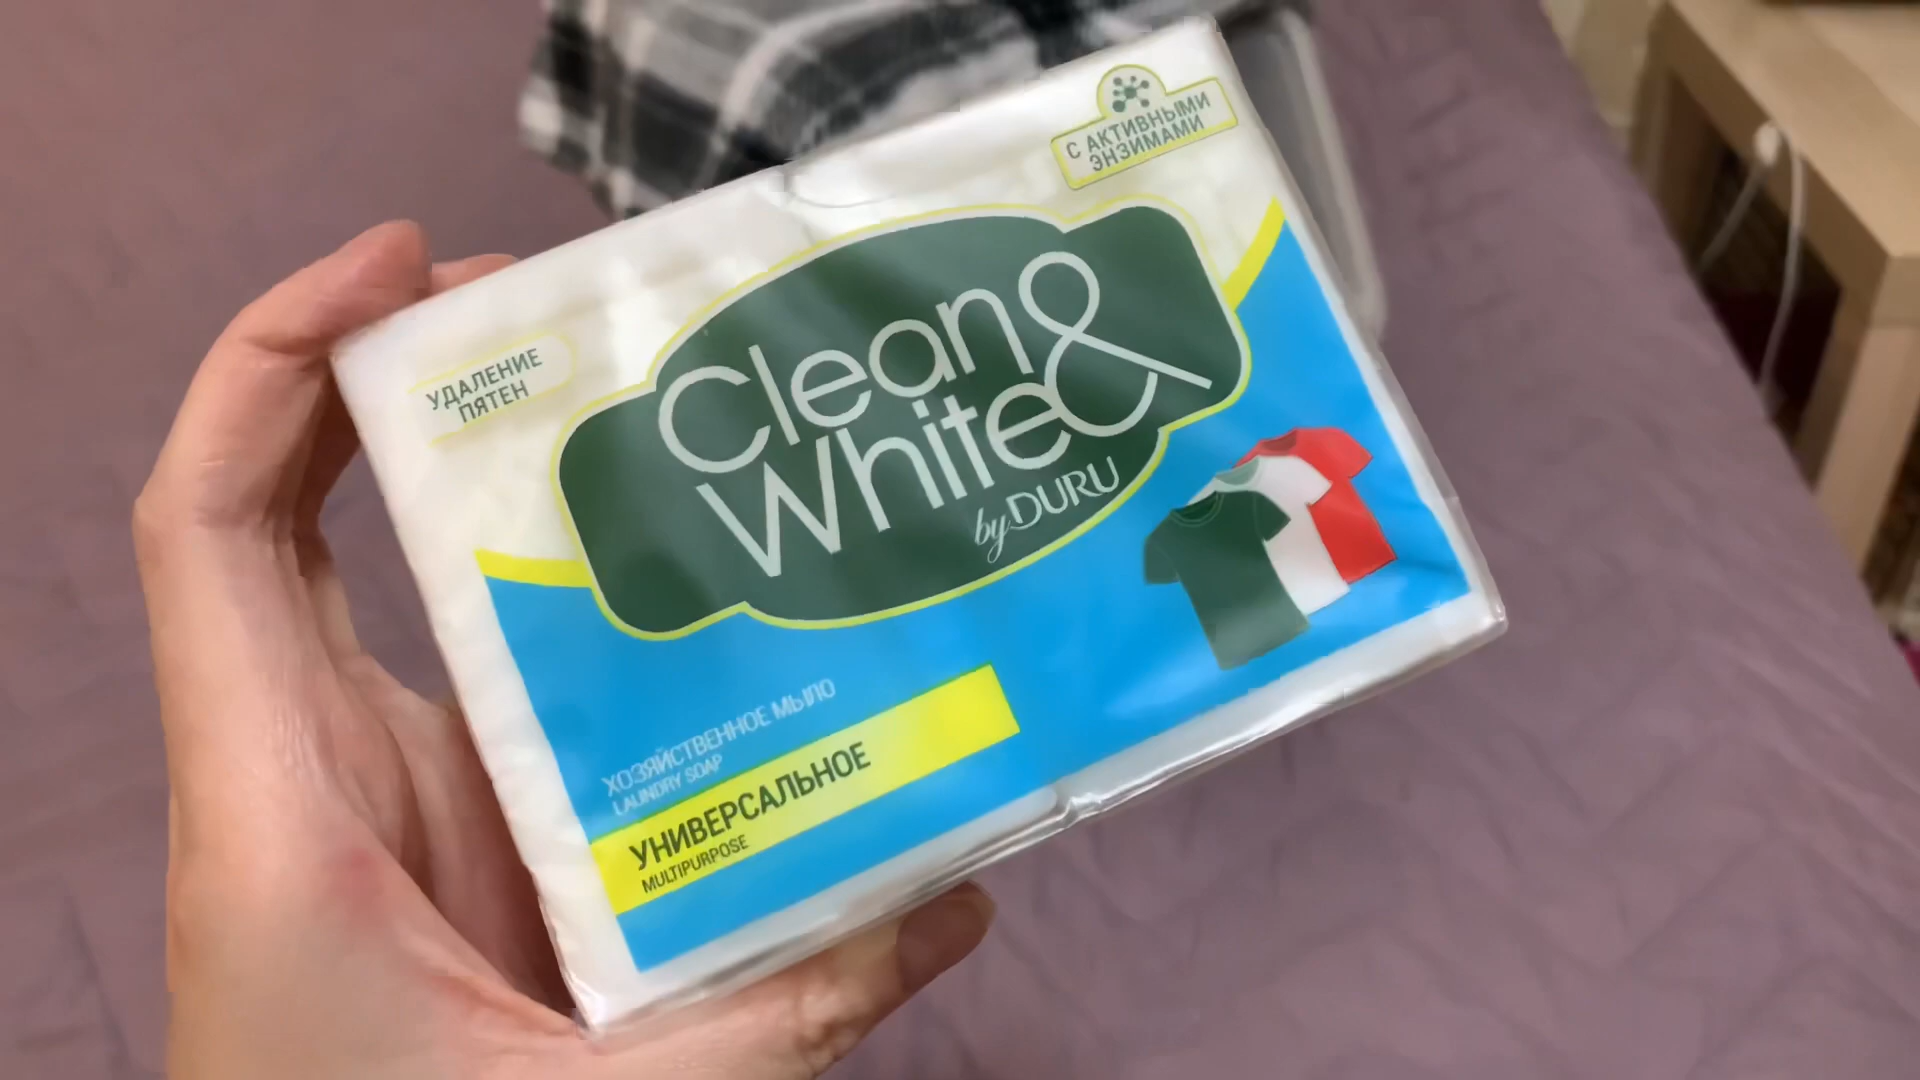 С АКТИВНЫМИ
ЭНЗИМАМИ
УДАЛЕНИЕ
ПЯТЕН
Clean &
White
by DURU
ХОЗЯЙСТВЕННОЕ МЫЛО
LAUNDRY SOAP
УНИВЕРСАЛЬНОЕ
MULTIPURPOSE